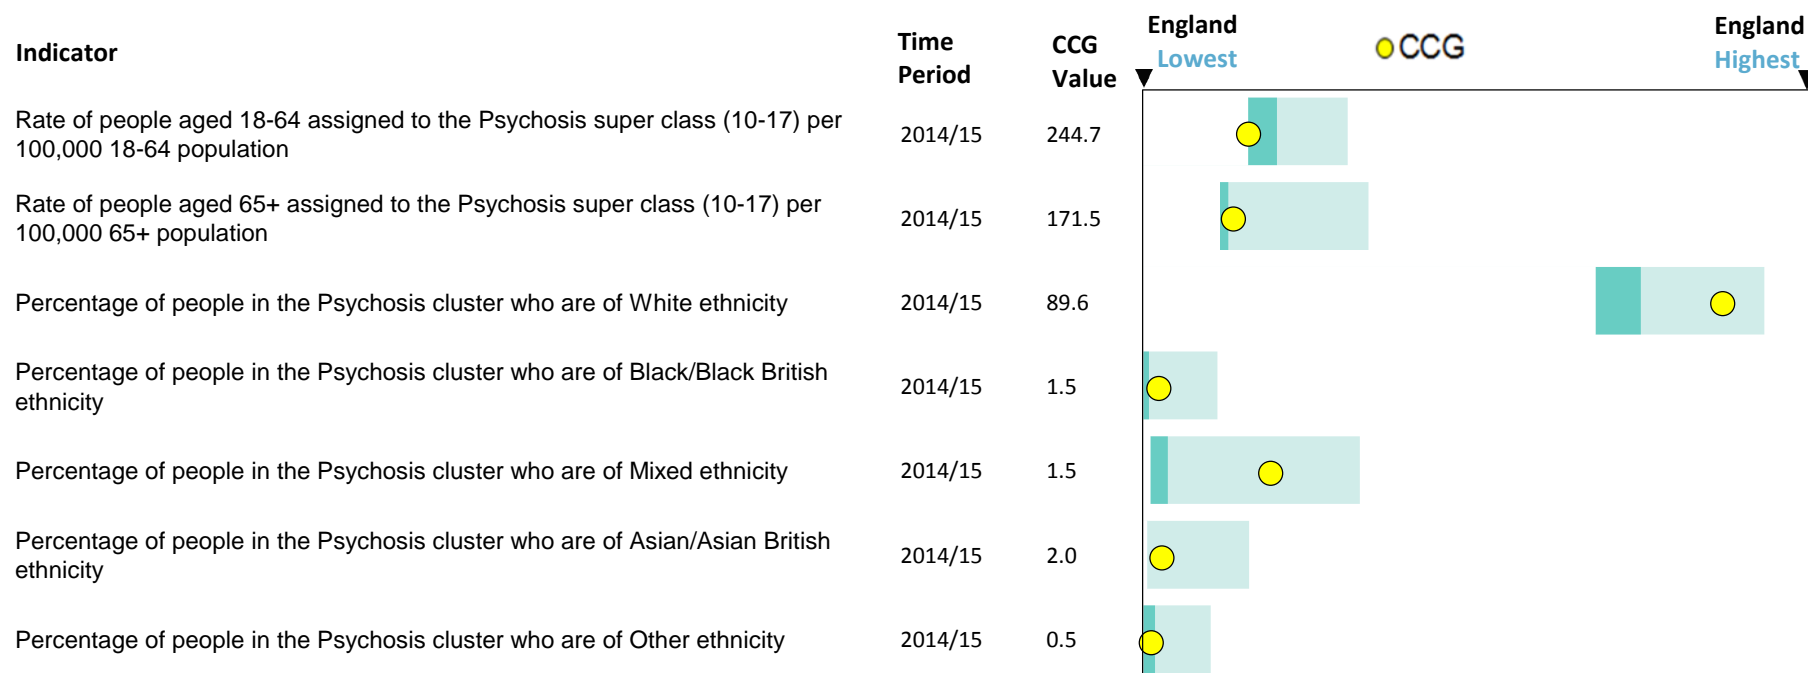 Indicator
Time
Period
CCG
Value
England
Lowest
CCG
England
Highest
Rate of people aged 18-64 assigned to the Psychosis super class (10-17) per
100,000 18-64 population
2014/15
244.7
Rate of people aged 65+ assigned to the Psychosis super class (10-17) per
100,000 65+ population
2014/15
171.5
Percentage of people in the Psychosis cluster who are of White ethnicity
2014/15
89.6
Percentage of people in the Psychosis cluster who are of Black/Black British
ethnicity
2014/15
1.5
Percentage of people in the Psychosis cluster who are of Mixed ethnicity
2014/15
1.5
Percentage of people in the Psychosis cluster who are of Asian/Asian British
ethnicity
2014/15
2.0
Percentage of people in the Psychosis cluster who are of Other ethnicity
2014/15
0.5